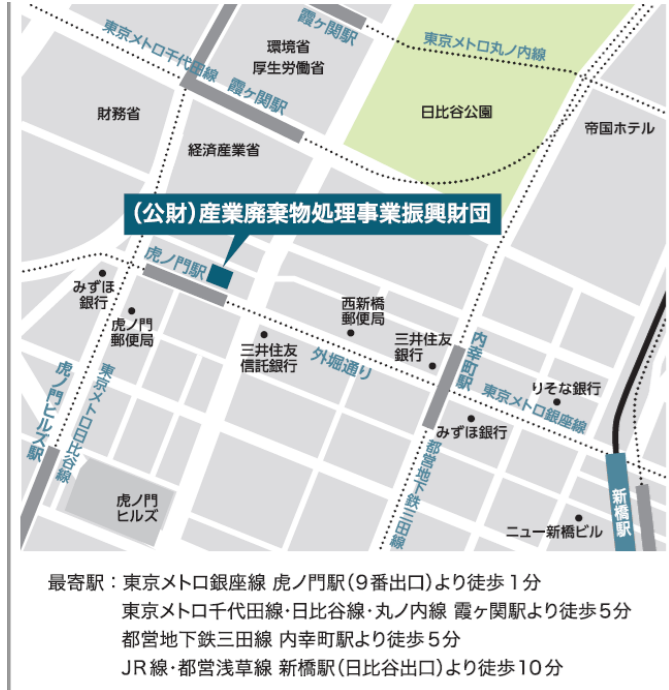 霞ケ関駅
東京メトロ丸ノ内線
東京メトロ千代田線
霞ケ関駅
環境省
厚生労働省
財務省
日比谷公園
帝国ホテル
経済産業省
(公財)産業廃棄物処理事業振興財団
虎ノ門駅
みずほ
銀行
虎ノ門
郵便局
三井住友
信託銀行
西新橋
郵便局
外堀通り
三井住友
銀行
内幸町駅
東京メトロ銀座線
りそな銀行
みずほ銀行
虎ノ門ヒルズ駅
東京メトロ日比谷線
都営地下鉄三田線
虎ノ門
ヒルズ
新橋駅
ニュー新橋ビル
最寄駅:東京メトロ銀座線 虎ノ門駅(9番出口)より徒歩1分
東京メトロ千代田線・日比谷線・丸ノ内線 霞ケ関駅より徒歩5分
都営地下鉄三田線 内幸町駅より徒歩5分
JR線・都営浅草線 新橋駅(日比谷出口)より徒歩10分